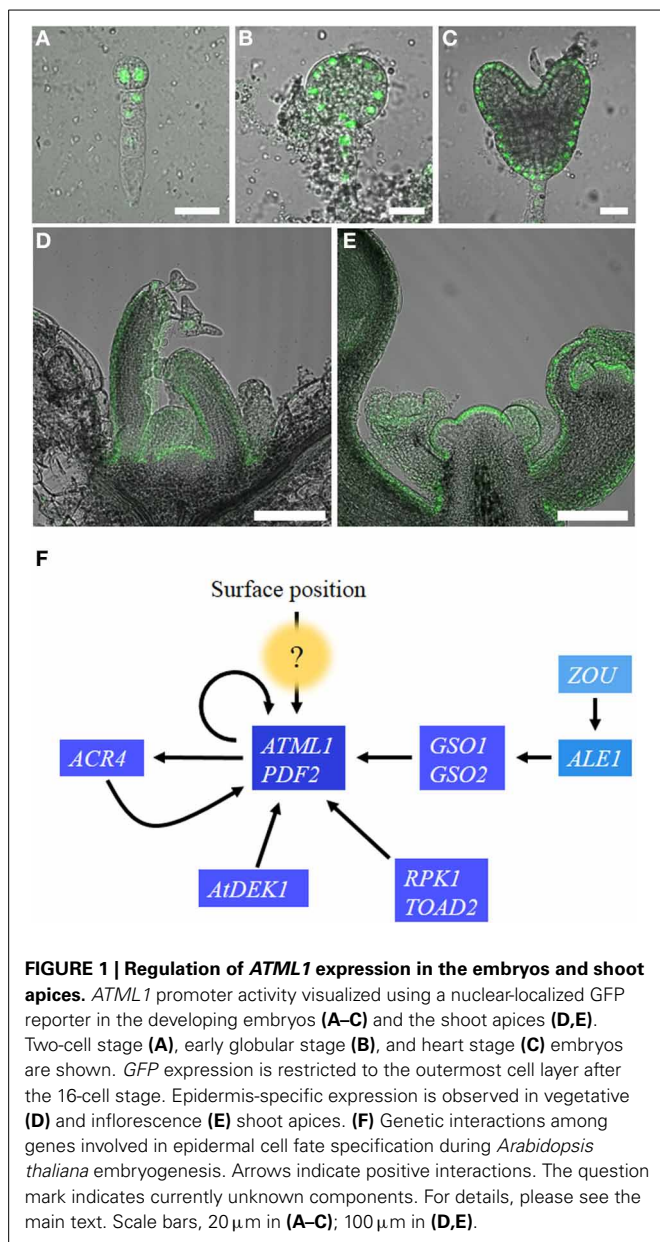 A
B
C
D
E
F
Surface position
?
ZOU
ACR4
ATML1
PDF2
GSO1
GSO2
ALE1
AtDEK1
RPK1
TOAD2
FIGURE 1 | Regulation of ATML1 expression in the embryos and shoot
apices. ATML1 promoter activity visualized using a nuclear-localized GFP
reporter in the developing embryos (A–C) and the shoot apices (D,E).
Two-cell stage (A), early globular stage (B), and heart stage (C) embryos
are shown. GFP expression is restricted to the outermost cell layer after
the 16-cell stage. Epidermis-specific expression is observed in vegetative
(D) and inflorescence (E) shoot apices. (F) Genetic interactions among
genes involved in epidermal cell fate specification during Arabidopsis
thaliana embryogenesis. Arrows indicate positive interactions. The question
mark indicates currently unknown components. For details, please see the
main text. Scale bars, 20 μm in (A–C); 100 μm in (D,E).